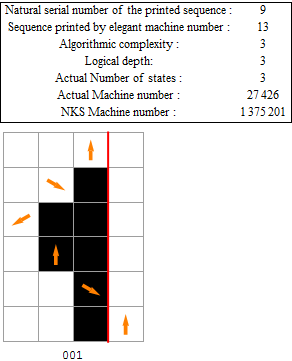 Natural serial number of the printed sequence : 9
Sequence printed by elegant machine number : 13
Algorithmic complexity : 3
Logical depth: 3
Actual Number of states : 3
Actual Machine number : 27 426
NKS Machine number : 1 375 201
001